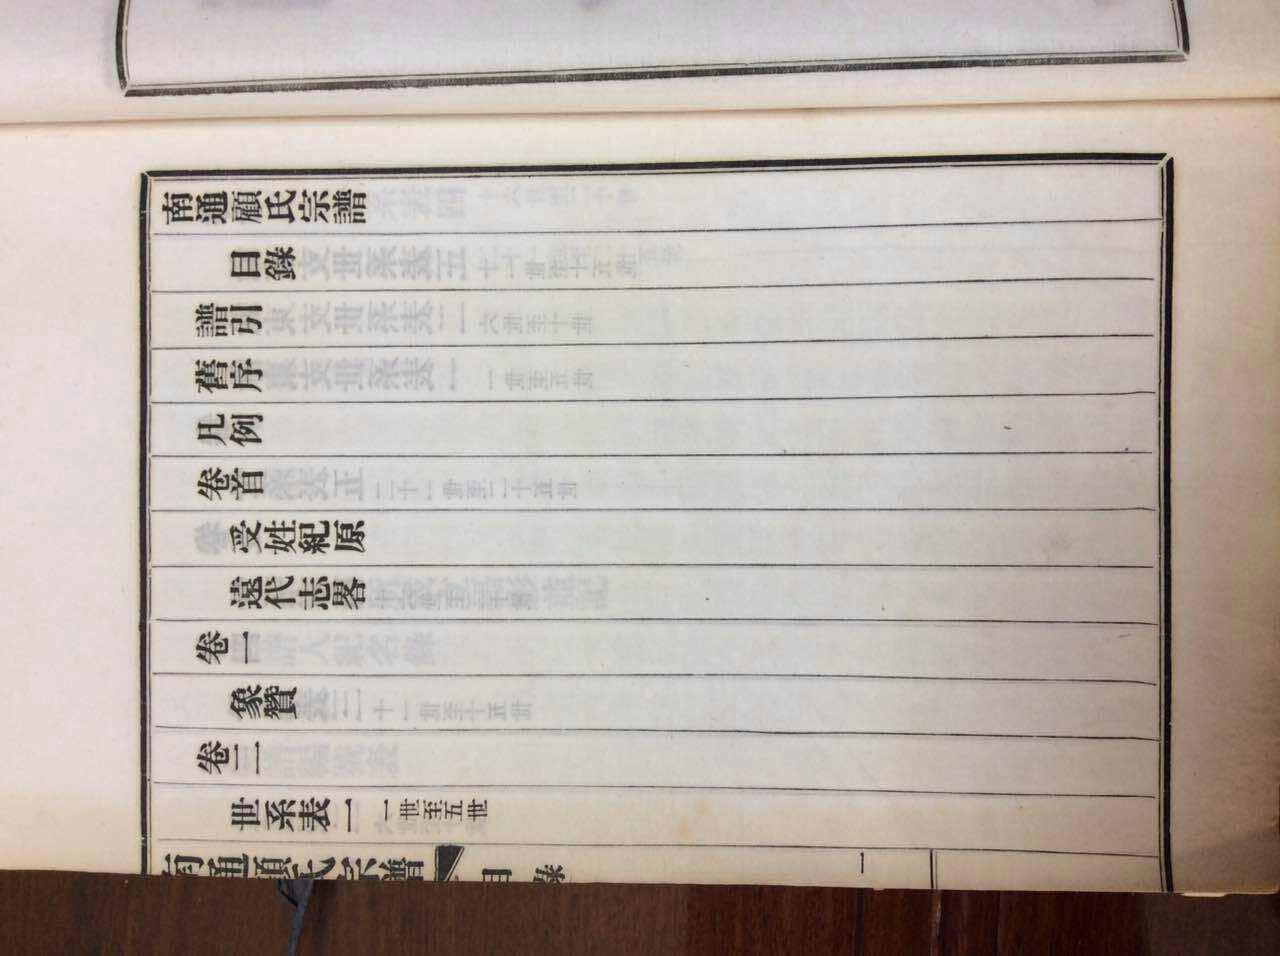 南通顧氏宗譜
目錄
譜引
舊序
凡例
卷首
受姓紀原
遠代志畧
卷一
象贊
卷二
世系表一 一世至五世
南通顧氏宗譜 目錄 一